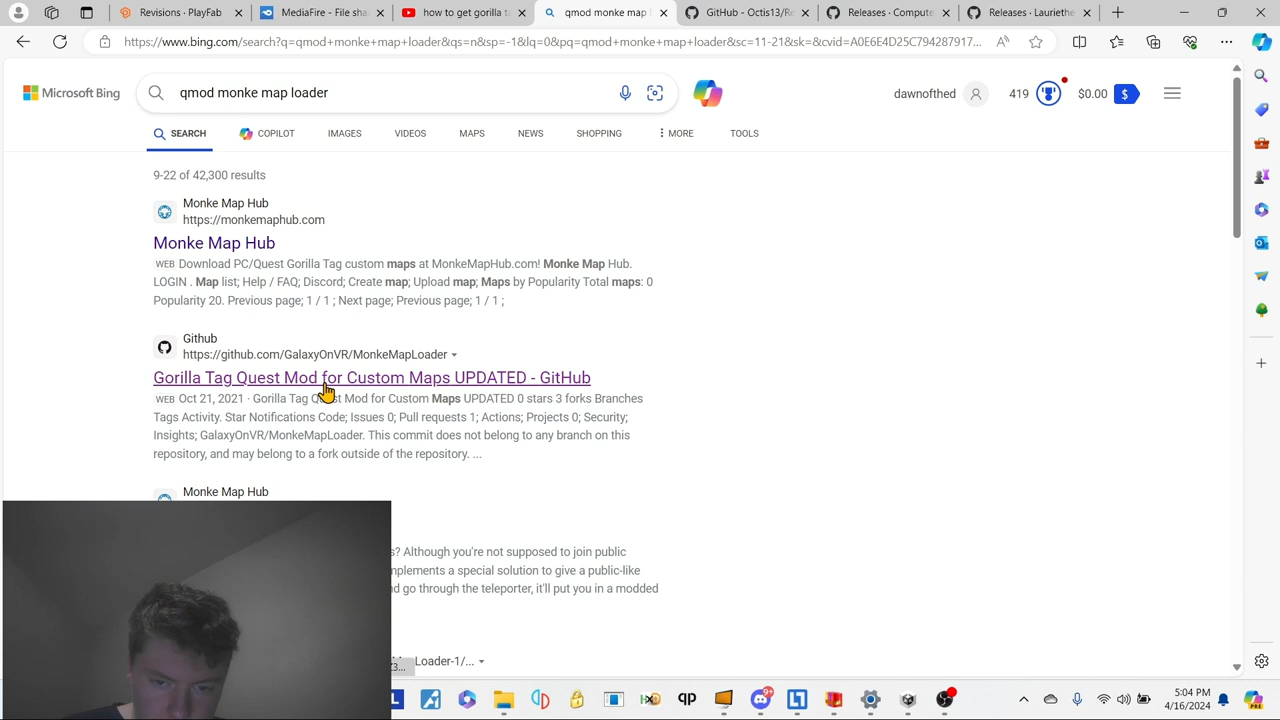 Revisions - PlayFab
MediaFire - File sha
how to get gorilla t
qmod monke map l
GitHub - Octis13/Re
Releases · Compute
Releases · Lauriethe
https://www.bing.com/search?q=qmod+monke+map+loader&qs=n&sp=-1&lq=0&pq=qmod+monke+map+loader&sc=11-21&sk=&cvid=A0E6E4D25C794287917...
Microsoft Bing
qmod monke map loader
dawnofthed
419
$0.00
$
SEARCH
COPILOT
IMAGES
VIDEOS
MAPS
NEWS
SHOPPING
MORE
TOOLS
9-22 of 42,300 results
Monke Map Hub
https://monkemaphub.com
Monke Map Hub
WEB Download PC/Quest Gorilla Tag custom maps at MonkeMapHub.com! Monke Map Hub.
LOGIN . Map list; Help / FAQ; Discord; Create map; Upload map; Maps by Popularity Total maps: 0
Popularity 20. Previous page; 1 / 1 ; Next page; Previous page; 1 / 1 ;
Github
https://github.com/GalaxyOnVR/MonkeMapLoader
Gorilla Tag Quest Mod for Custom Maps UPDATED - GitHub
WEB Oct 21, 2021 · Gorilla Tag Quest Mod for Custom Maps UPDATED 0 stars 3 forks Branches
Tags Activity. Star Notifications Code; Issues 0; Pull requests 1; Actions; Projects 0; Security;
Insights; GalaxyOnVR/MonkeMapLoader. This commit does not belong to any branch on this
repository, and may belong to a fork outside of the repository. ...
Monke Map Hub
s? Although you're not supposed to join public
mplements a special solution to give a public-like
nd go through the teleporter, it'll put you in a modded
Loader-1/...
5:04 PM
4/16/2024